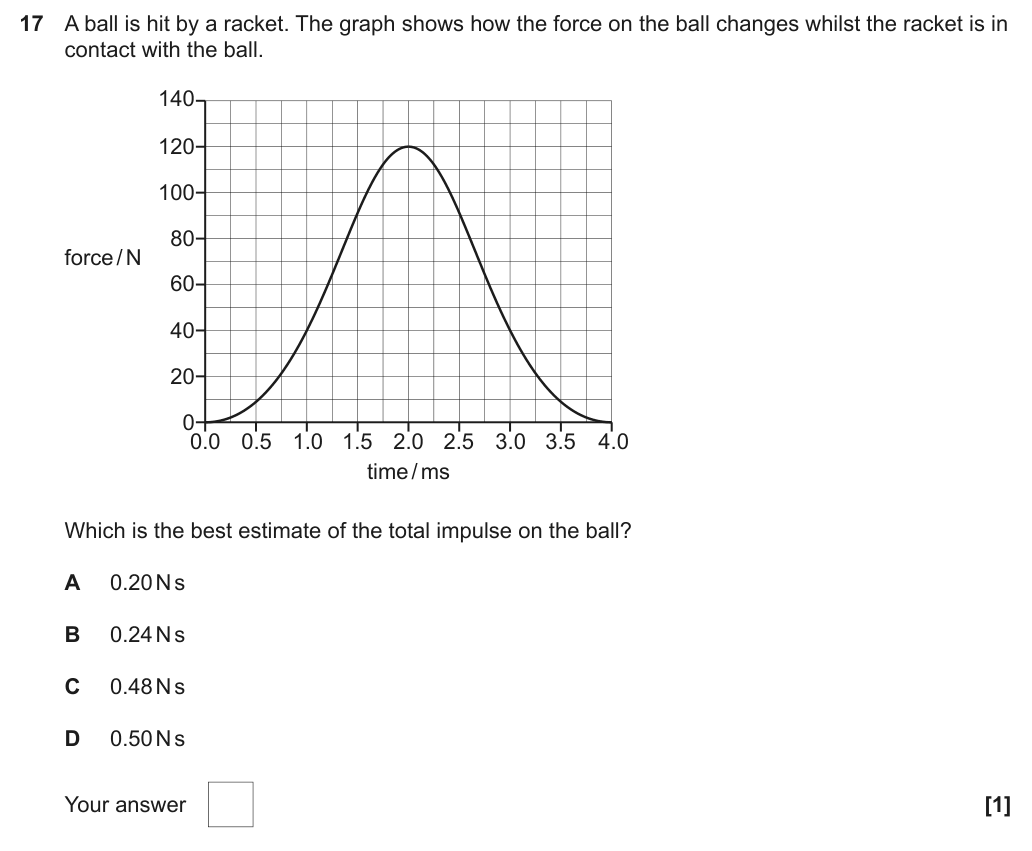 17 A ball is hit by a racket. The graph shows how the force on the ball changes whilst the racket is in
contact with the ball.
140
120
100
80
force / N
60
40
20
0
0.0 0.5 1.0 1.5 2.0 2.5 3.0 3.5 4.0
time / ms
Which is the best estimate of the total impulse on the ball?
A 0.20 N s
B 0.24 N s
C 0.48 N s
D 0.50 N s
Your answer [1]